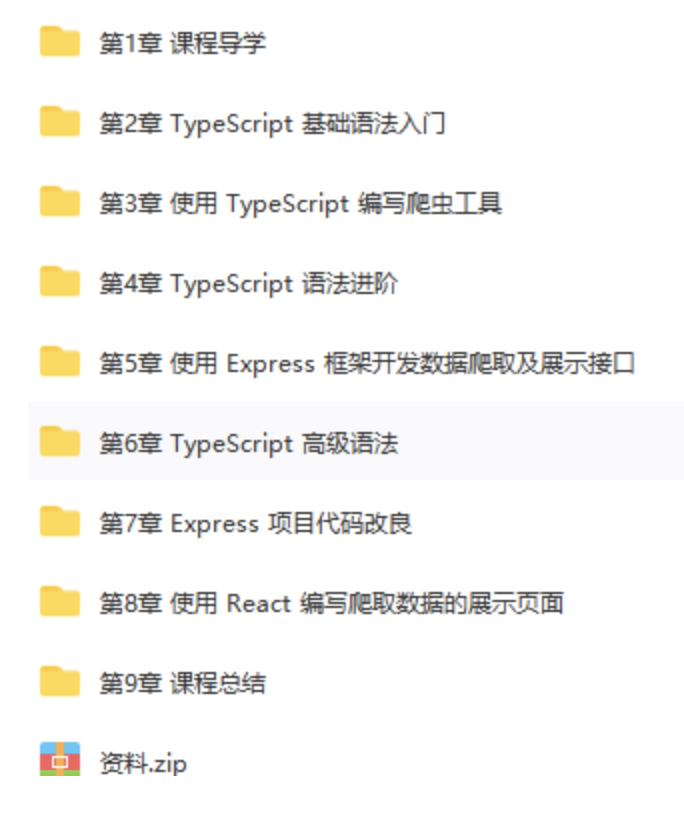 第1章 课程导学
第2章 TypeScript 基础语法入门
第3章 使用 TypeScript 编写爬虫工具
第4章 TypeScript 语法进阶
第5章 使用 Express 框架开发数据爬取及展示接口
第6章 TypeScript 高级语法
第7章 Express 项目代码改良
第8章 使用 React 编写爬取数据的展示页面
第9章 课程总结
资料.zip